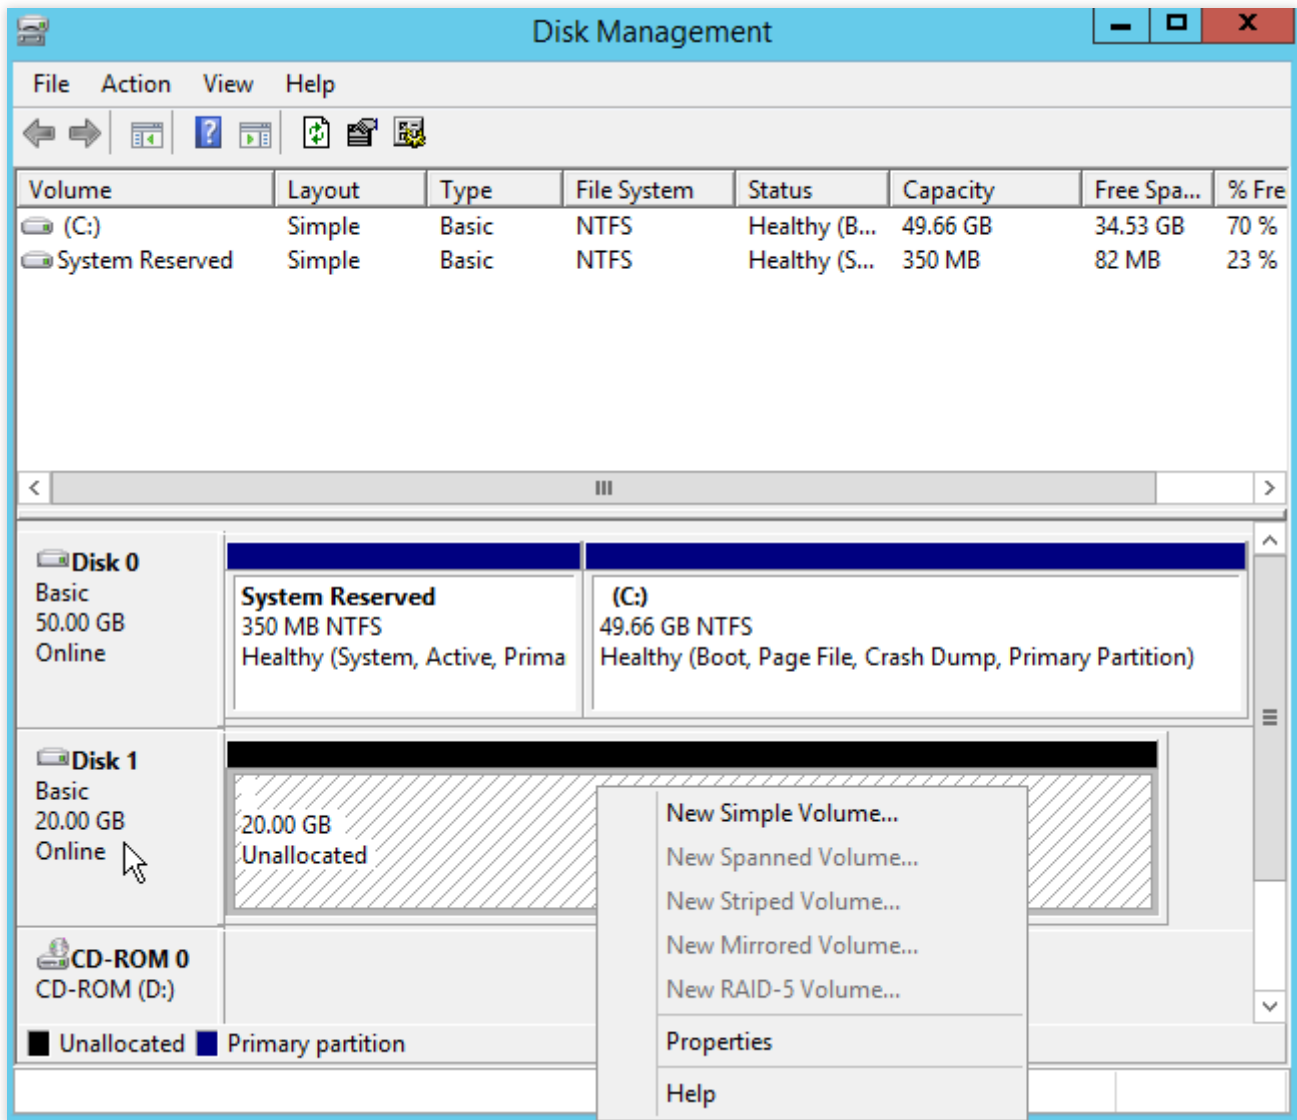 Disk Management
File Action View Help
Volume Layout Type File System Status Capacity Free Spa... % Fre
(C:) Simple Basic NTFS Healthy (B... 49.66 GB 34.53 GB 70 %
System Reserved Simple Basic NTFS Healthy (S... 350 MB 82 MB 23 %
Disk 0
Basic
50.00 GB
Online
System Reserved
350 MB NTFS
Healthy (System, Active, Prima
(C:)
49.66 GB NTFS
Healthy (Boot, Page File, Crash Dump, Primary Partition)
Disk 1
Basic
20.00 GB
Online
20.00 GB
Unallocated
New Simple Volume...
New Spanned Volume...
New Striped Volume...
New Mirrored Volume...
New RAID-5 Volume...
Properties
Help
CD-ROM 0
CD-ROM (D:)
Unallocated Primary partition